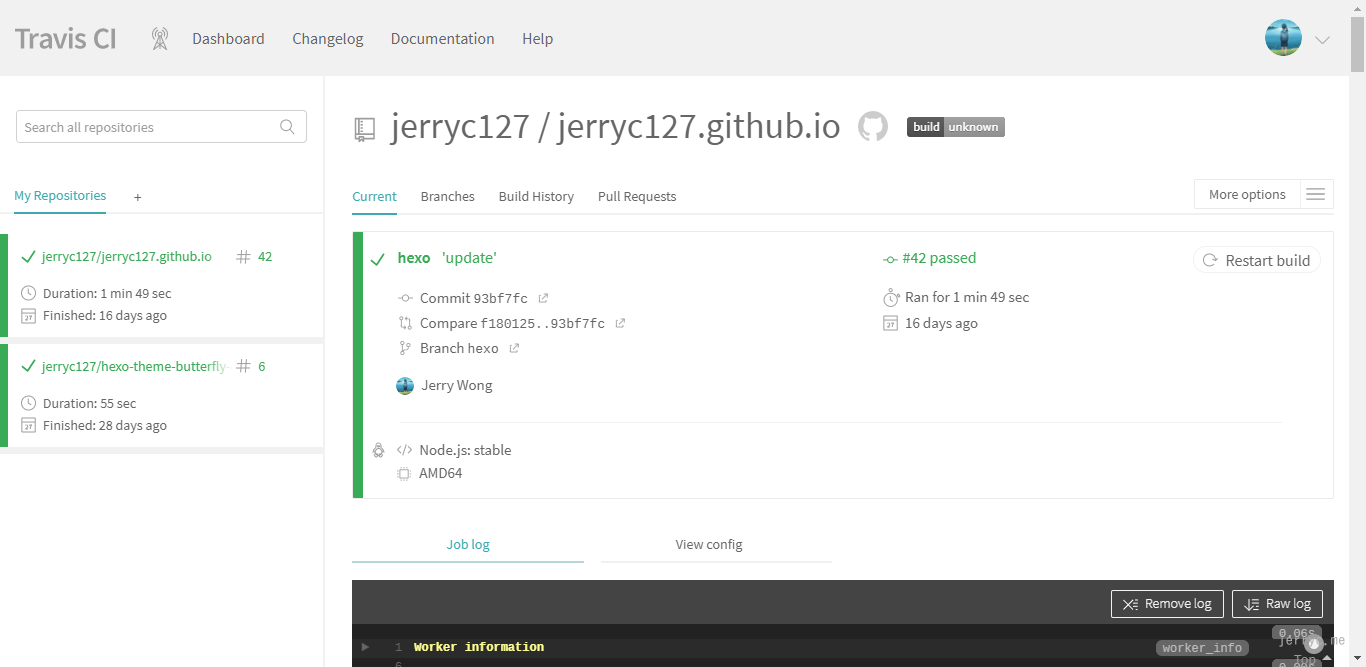 Travis CI Dashboard Changelog Documentation Help
Search all repositories
jerryc127 / jerryc127.github.io build unknown
My Repositories +
Current Branches Build History Pull Requests More options
jerryc127/jerryc127.github.io # 42
Duration: 1 min 49 sec
Finished: 16 days ago
jerryc127/hexo-theme-butterfly- # 6
Duration: 55 sec
Finished: 28 days ago
hexo 'update' #42 passed Restart build
Commit 93bf7fc Ran for 1 min 49 sec
Compare f180125..93bf7fc 16 days ago
Branch hexo
Jerry Wong
Node.js: stable
AMD64
Job log View config
Remove log Raw log
0.06s
1 Worker information worker_info
6
Top